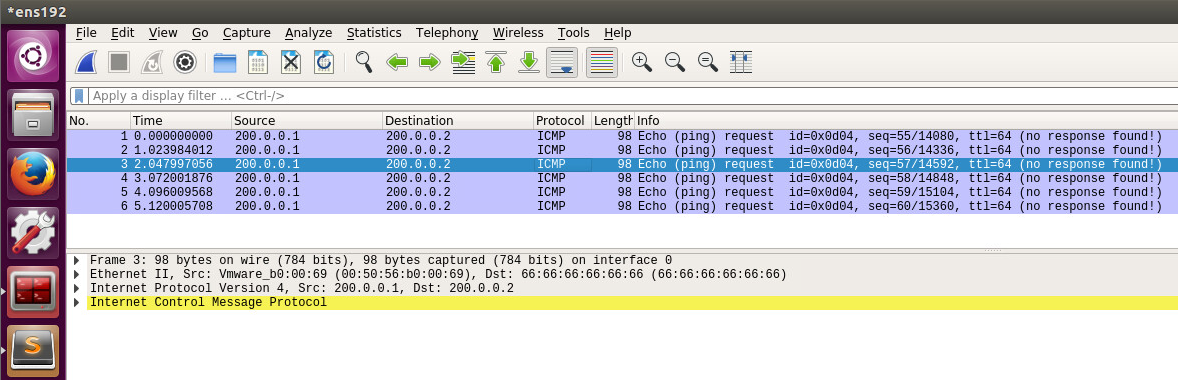 *ens192
File Edit View Go Capture Analyze Statistics Telephony Wireless Tools Help
Apply a display filter ... <Ctrl-/>
No. Time Source Destination Protocol Length Info
1 0.000000000 200.0.0.1 200.0.0.2 ICMP 98 Echo (ping) request id=0x0d04, seq=55/14080, ttl=64 (no response found!)
2 1.023984012 200.0.0.1 200.0.0.2 ICMP 98 Echo (ping) request id=0x0d04, seq=56/14336, ttl=64 (no response found!)
3 2.047997056 200.0.0.1 200.0.0.2 ICMP 98 Echo (ping) request id=0x0d04, seq=57/14592, ttl=64 (no response found!)
4 3.072001876 200.0.0.1 200.0.0.2 ICMP 98 Echo (ping) request id=0x0d04, seq=58/14848, ttl=64 (no response found!)
5 4.096009568 200.0.0.1 200.0.0.2 ICMP 98 Echo (ping) request id=0x0d04, seq=59/15104, ttl=64 (no response found!)
6 5.120005708 200.0.0.1 200.0.0.2 ICMP 98 Echo (ping) request id=0x0d04, seq=60/15360, ttl=64 (no response found!)
Frame 3: 98 bytes on wire (784 bits), 98 bytes captured (784 bits) on interface 0
Ethernet II, Src: Vmware_b0:00:69 (00:50:56:b0:00:69), Dst: 66:66:66:66:66:66 (66:66:66:66:66:66)
Internet Protocol Version 4, Src: 200.0.0.1, Dst: 200.0.0.2
Internet Control Message Protocol